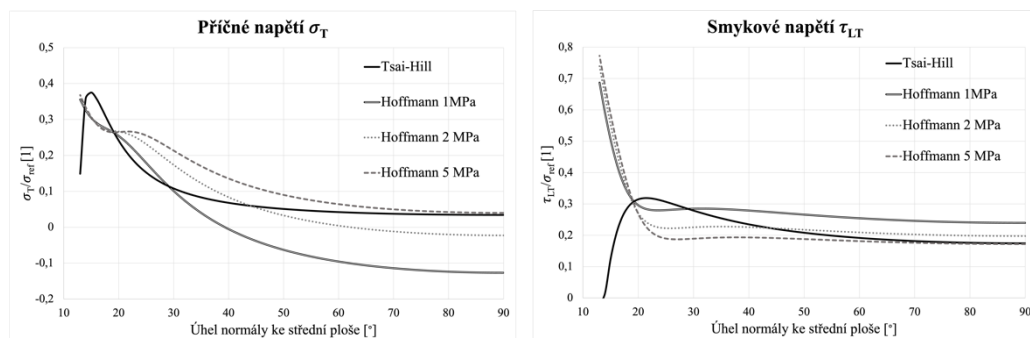 Příčné napětí σT
0,5
0,4
0,3
0,2
0,1
0
-0,1
-0,2
σT/σref [1]
Tsai-Hill
Hoffmann 1MPa
Hoffmann 2 MPa
Hoffmann 5 MPa
10 20 30 40 50 60 70 80 90
Úhel normály ke střední ploše [°]
Smykové napětí τLT
0,8
0,7
0,6
0,5
0,4
0,3
0,2
0,1
0
τLT/σref [1]
Tsai-Hill
Hoffmann 1MPa
Hoffmann 2 MPa
Hoffmann 5 MPa
10 20 30 40 50 60 70 80 90
Úhel normály ke střední ploše [°]